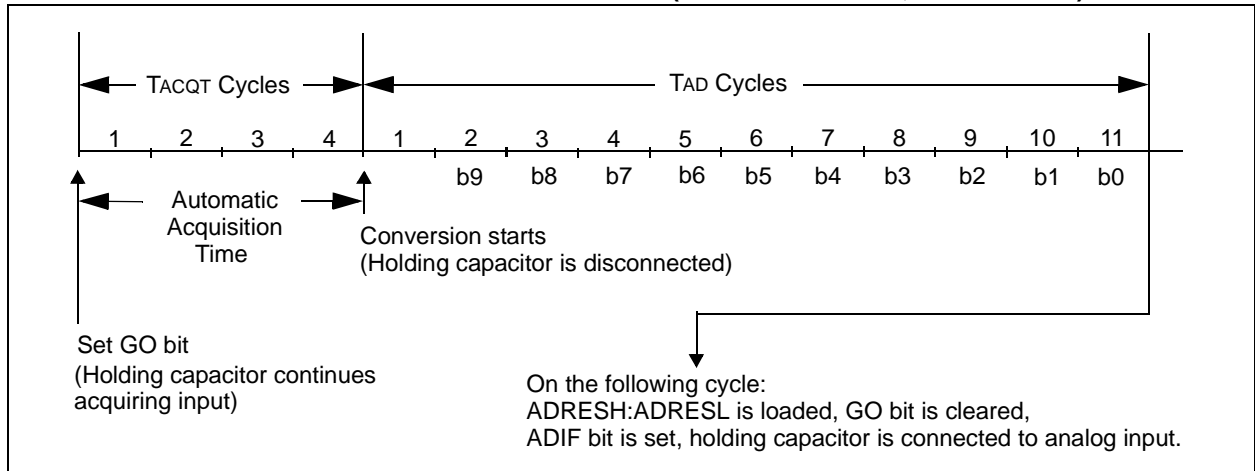 TACQT Cycles
TAD Cycles
1 2 3 4 1 2 3 4 5 6 7 8 9 10 11
b9 b8 b7 b6 b5 b4 b3 b2 b1 b0
Automatic
Acquisition
Time
Conversion starts
(Holding capacitor is disconnected)
Set GO bit
(Holding capacitor continues
acquiring input)
On the following cycle:
ADRESH:ADRESL is loaded, GO bit is cleared,
ADIF bit is set, holding capacitor is connected to analog input.